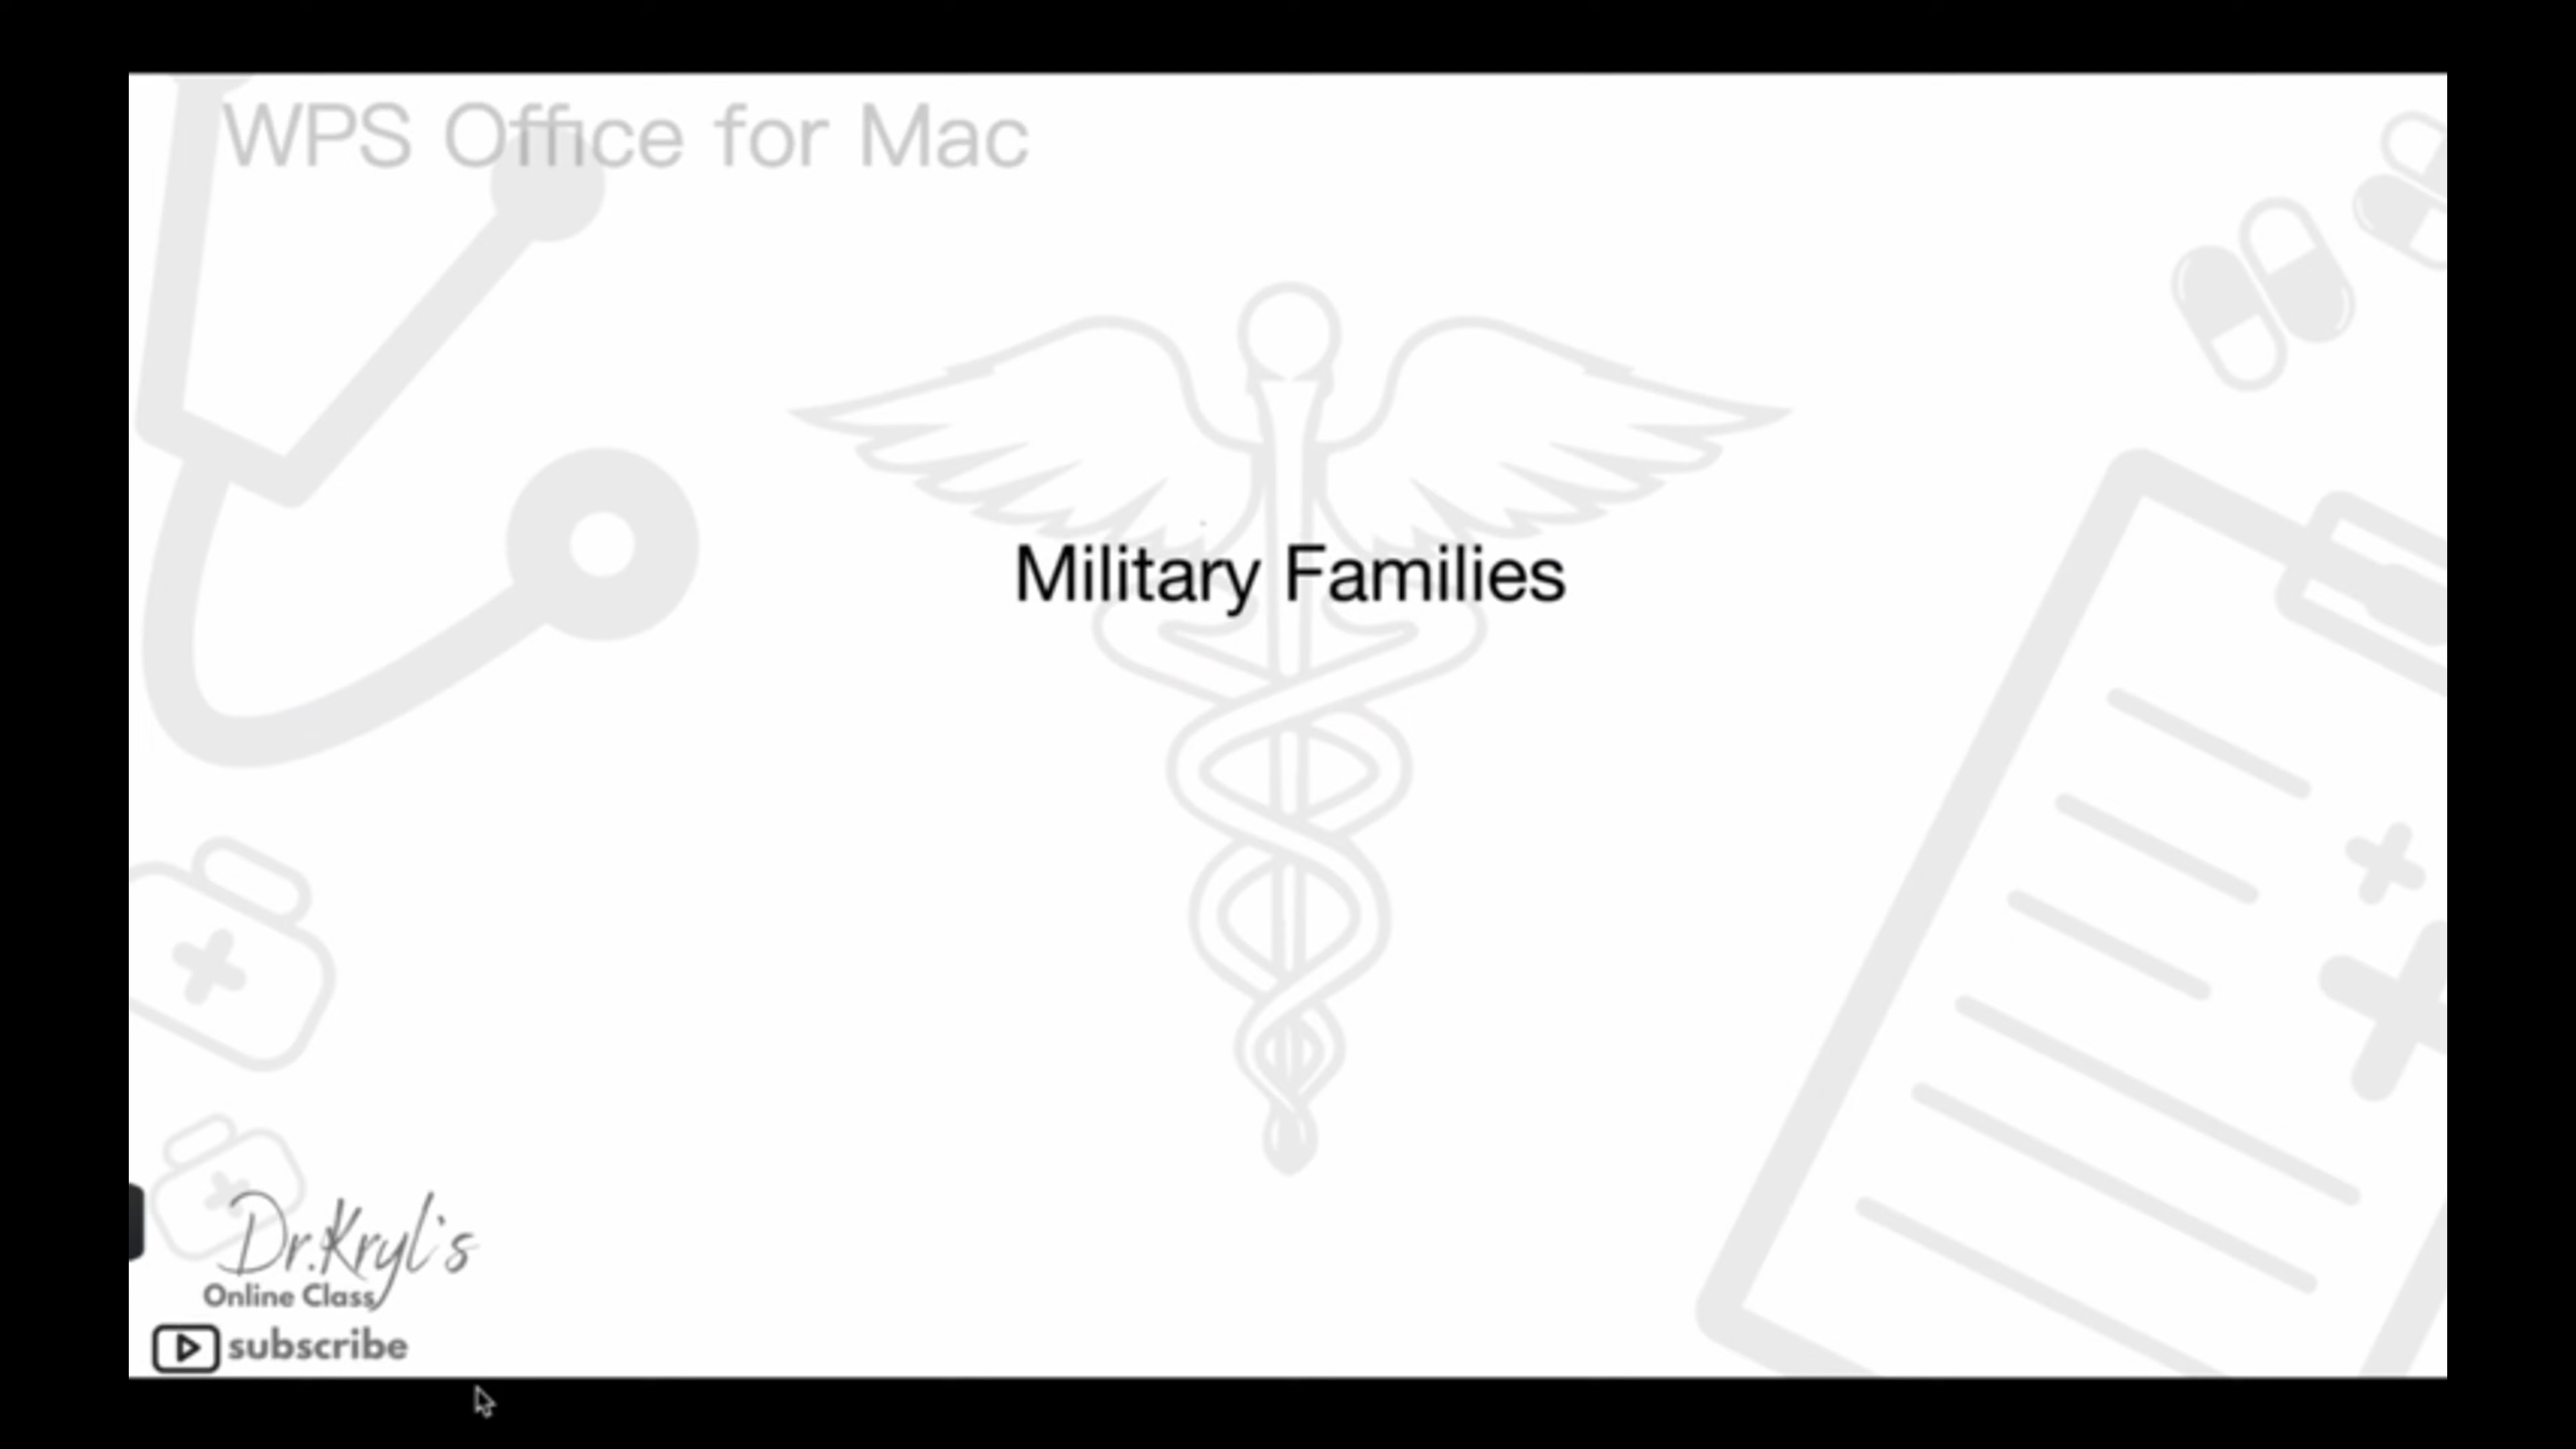 WPS Office for Mac
Military Families
Dr.Kryl's
Online Class
subscribe